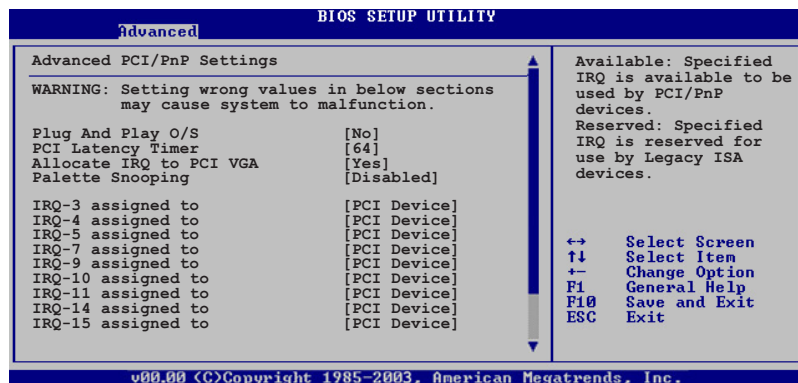 BIOS SETUP UTILITY
Advanced
Advanced PCI/PnP Settings
WARNING: Setting wrong values in below sections
may cause system to malfunction.
Plug And Play O/S [No]
PCI Latency Timer [64]
Allocate IRQ to PCI VGA [Yes]
Palette Snooping [Disabled]
IRQ-3 assigned to [PCI Device]
IRQ-4 assigned to [PCI Device]
IRQ-5 assigned to [PCI Device]
IRQ-7 assigned to [PCI Device]
IRQ-9 assigned to [PCI Device]
IRQ-10 assigned to [PCI Device]
IRQ-11 assigned to [PCI Device]
IRQ-14 assigned to [PCI Device]
IRQ-15 assigned to [PCI Device]
Available: Specified
IRQ is available to be
used by PCI/PnP
devices.
Reserved: Specified
IRQ is reserved for
use by Legacy ISA
devices.
←→ Select Screen
↑↓ Select Item
+- Change Option
F1 General Help
F10 Save and Exit
ESC Exit
v00.00 (C)Copyright 1985-2003, American Megatrends, Inc.